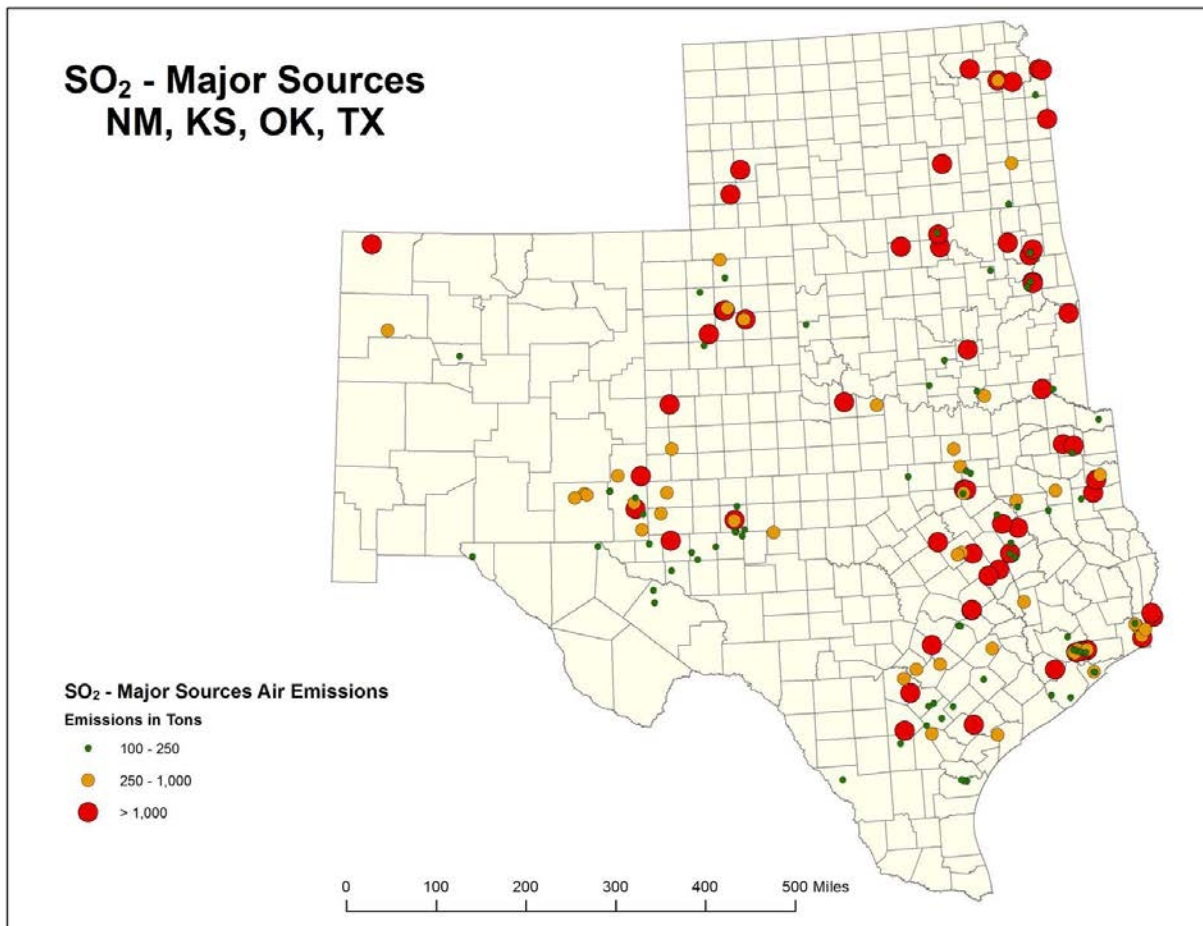 SO₂ - Major Sources
NM, KS, OK, TX
SO₂ - Major Sources Air Emissions
Emissions in Tons
100 - 250
250 - 1,000
> 1,000
0 100 200 300 400 500 Miles